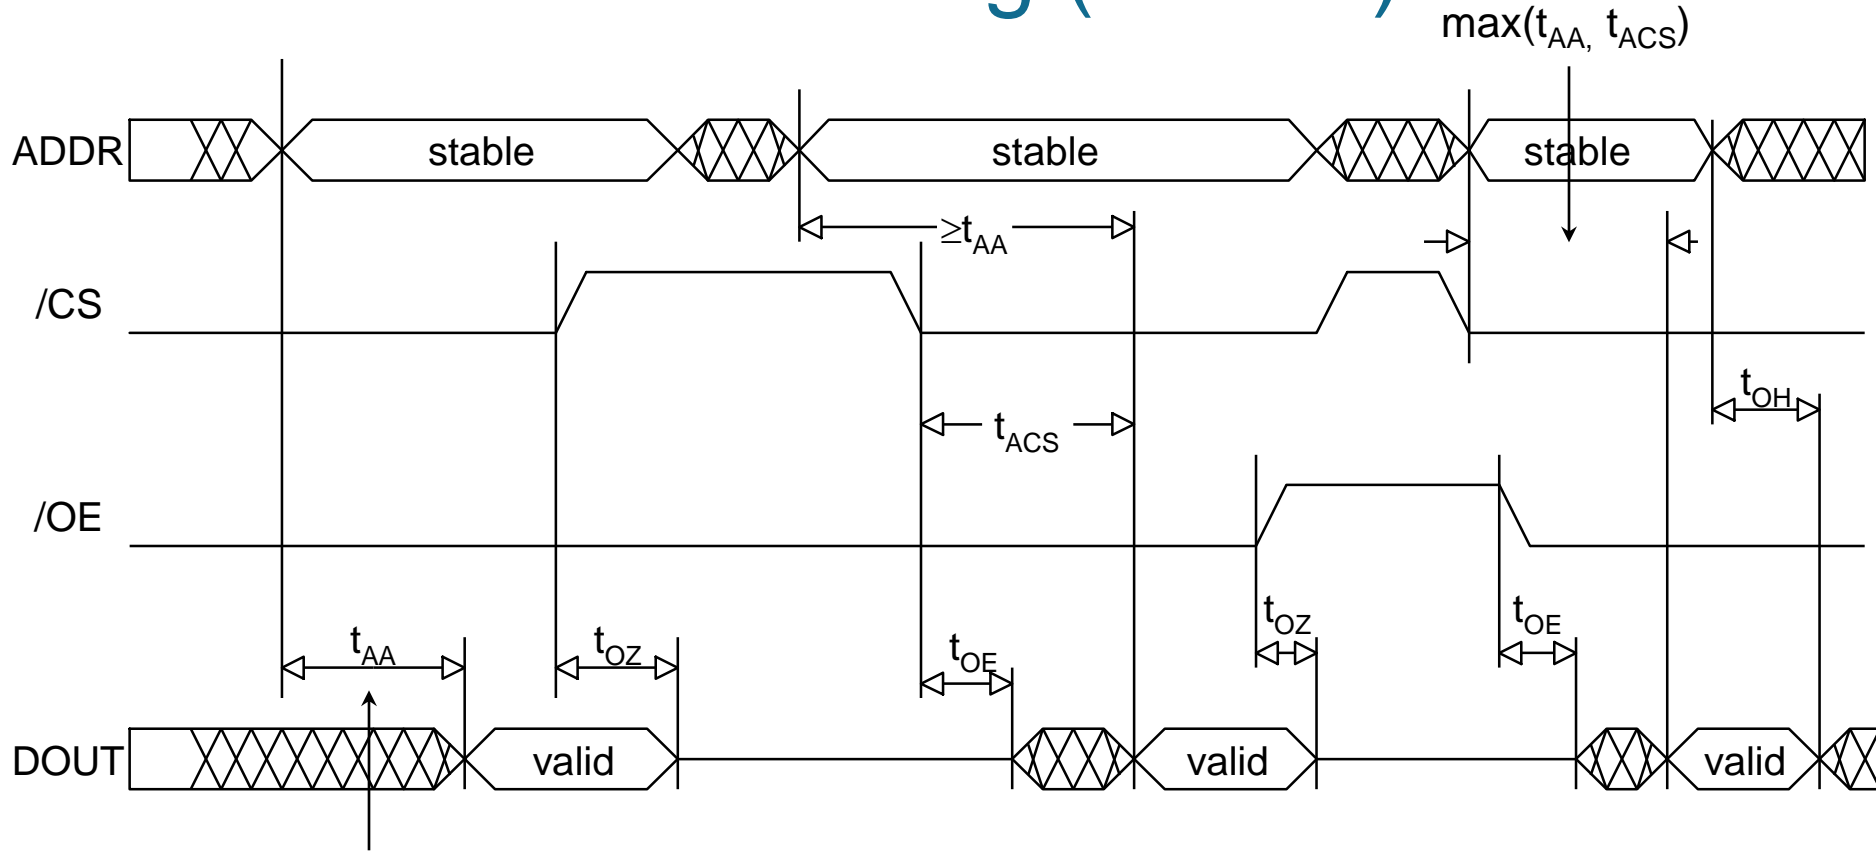 max(tAA, tACS)
ADDR stable stable stable
≥tAA
/CS
tOH
tACS
/OE
tOZ tOE
tAA tOZ tOE
DOUT valid valid valid